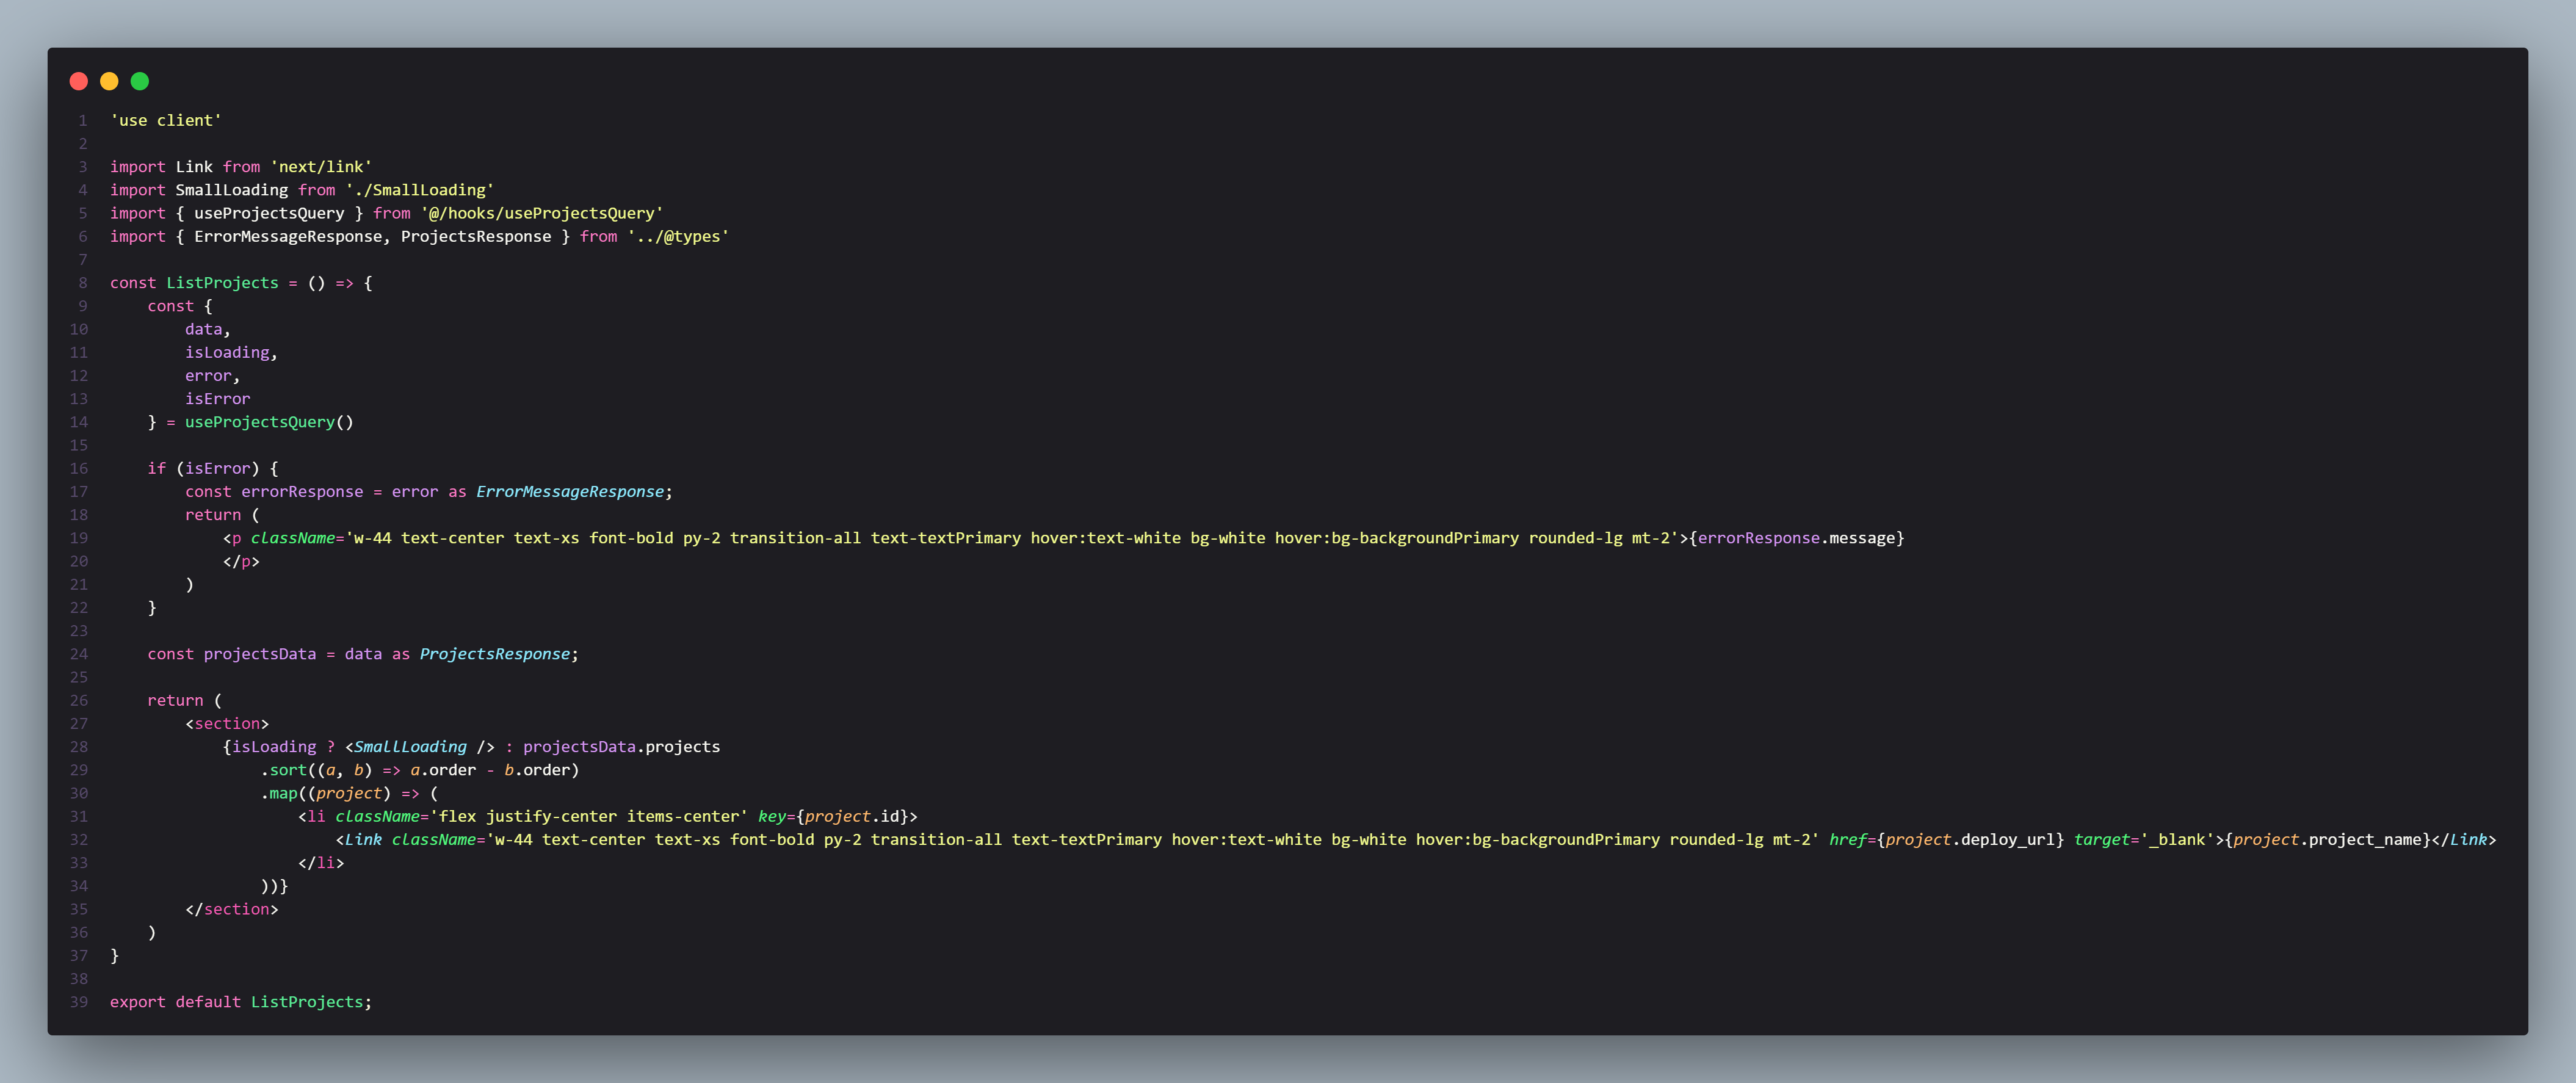 1 'use client'
2
3 import Link from 'next/link'
4 import SmallLoading from './SmallLoading'
5 import { useProjectsQuery } from '@/hooks/useProjectsQuery'
6 import { ErrorMessageResponse, ProjectsResponse } from '../@types'
7
8 const ListProjects = () => {
9     const {
10         data,
11         isLoading,
12         error,
13         isError
14     } = useProjectsQuery()
15
16     if (isError) {
17         const errorResponse = error as ErrorMessageResponse;
18         return (
19             <p className='w-44 text-center text-xs font-bold py-2 transition-all text-textPrimary hover:text-white bg-white hover:bg-backgroundPrimary rounded-lg mt-2'>{errorResponse.message}
20             </p>
21         )
22     }
23
24     const projectsData = data as ProjectsResponse;
25
26     return (
27         <section>
28             {isLoading ? <SmallLoading /> : projectsData.projects
29                 .sort((a, b) => a.order - b.order)
30                 .map((project) => (
31                     <li className='flex justify-center items-center' key={project.id}>
32                         <Link className='w-44 text-center text-xs font-bold py-2 transition-all text-textPrimary hover:text-white bg-white hover:bg-backgroundPrimary rounded-lg mt-2' href={project.deploy_url} target='_blank'>{project.project_name}</Link>
33                     </li>
34                 ))}
35         </section>
36     )
37 }
38
39 export default ListProjects;